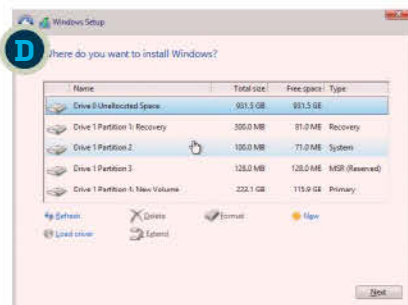 Windows Setup
D
Where do you want to install Windows?
Name Total size Free space Type
Drive 0 Unallocated Space 931.5 GB 931.5 GB
Drive 1 Partition 1: Recovery 300.0 MB 81.0 MB Recovery
Drive 1 Partition 2 100.0 MB 71.0 MB System
Drive 1 Partition 3 128.0 MB 128.0 MB MSR (Reserved)
Drive 1 Partition 4: New Volume 223.1 GB 115.9 GB Primary
Refresh Delete Format New
Load driver Extend
Next